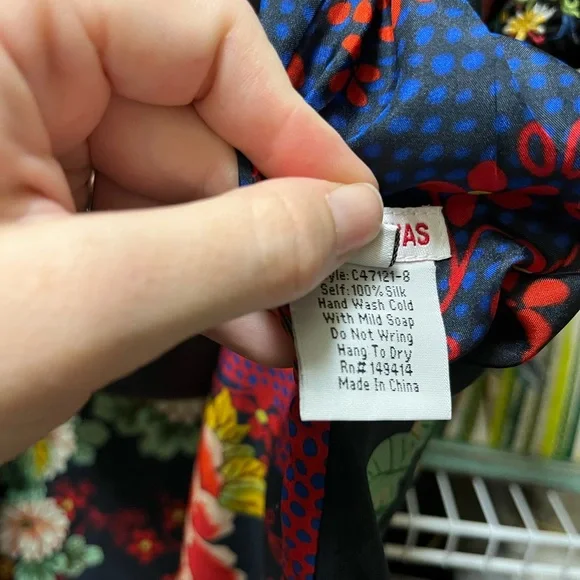 AS
yle: C47121-8
Self: 100% Silk
Hand Wash Cold
With Mild Soap
Do Not Wring
Hang To Dry
Rn# 149414
Made In China